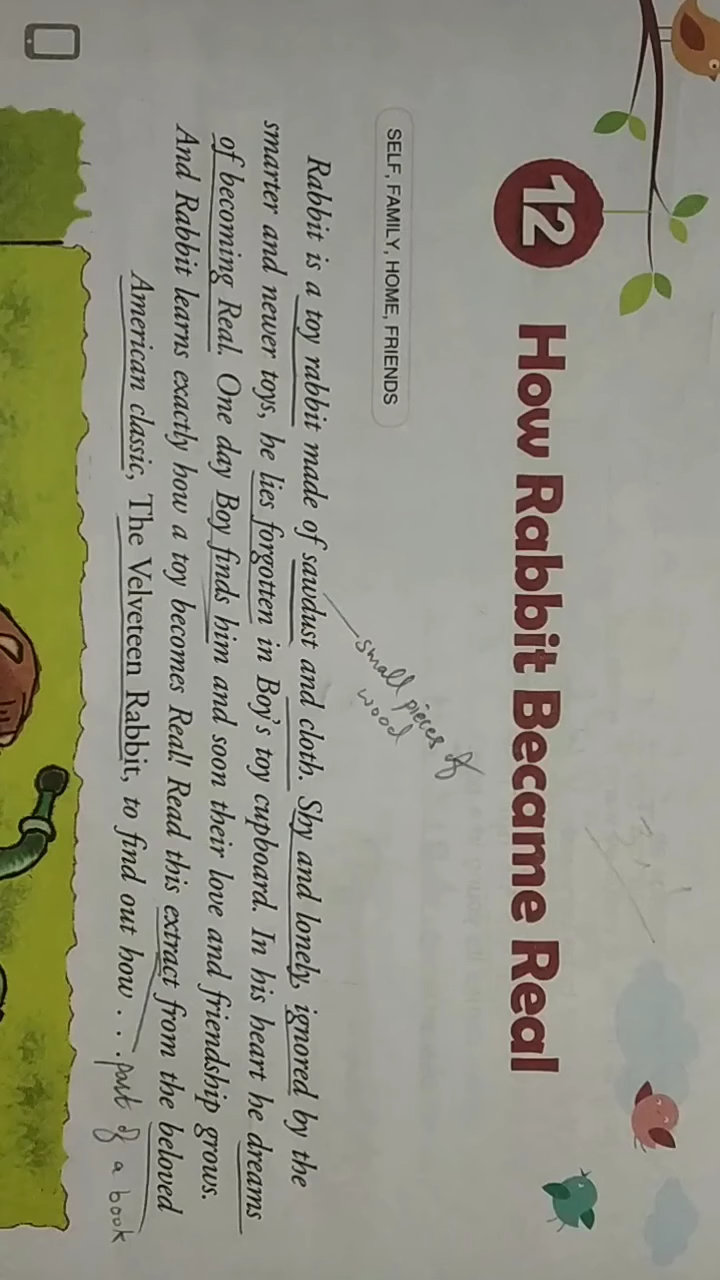 12 How Rabbit Became Real
SELF, FAMILY, HOME, FRIENDS
small pieces of
wood
Rabbit is a toy rabbit made of sawdust and cloth. Shy and lonely, ignored by the
smarter and newer toys, he lies forgotten in Boy's toy cupboard. In his heart he dreams
of becoming Real. One day Boy finds him and soon their love and friendship grows.
And Rabbit learns exactly how a toy becomes Real! Read this extract from the beloved
American classic, The Velveteen Rabbit, to find out how . . .
part of a book